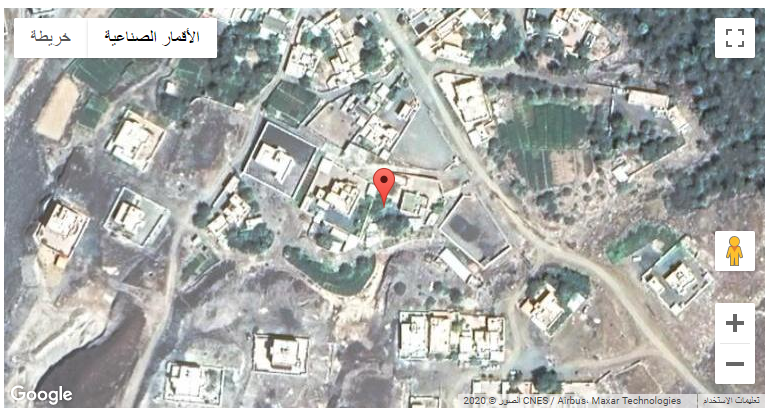 خريطة
الأقمار الصناعية
Google
الصور © 2020 CNES / Airbus، Maxar Technologies
تعليمات الاستخدام